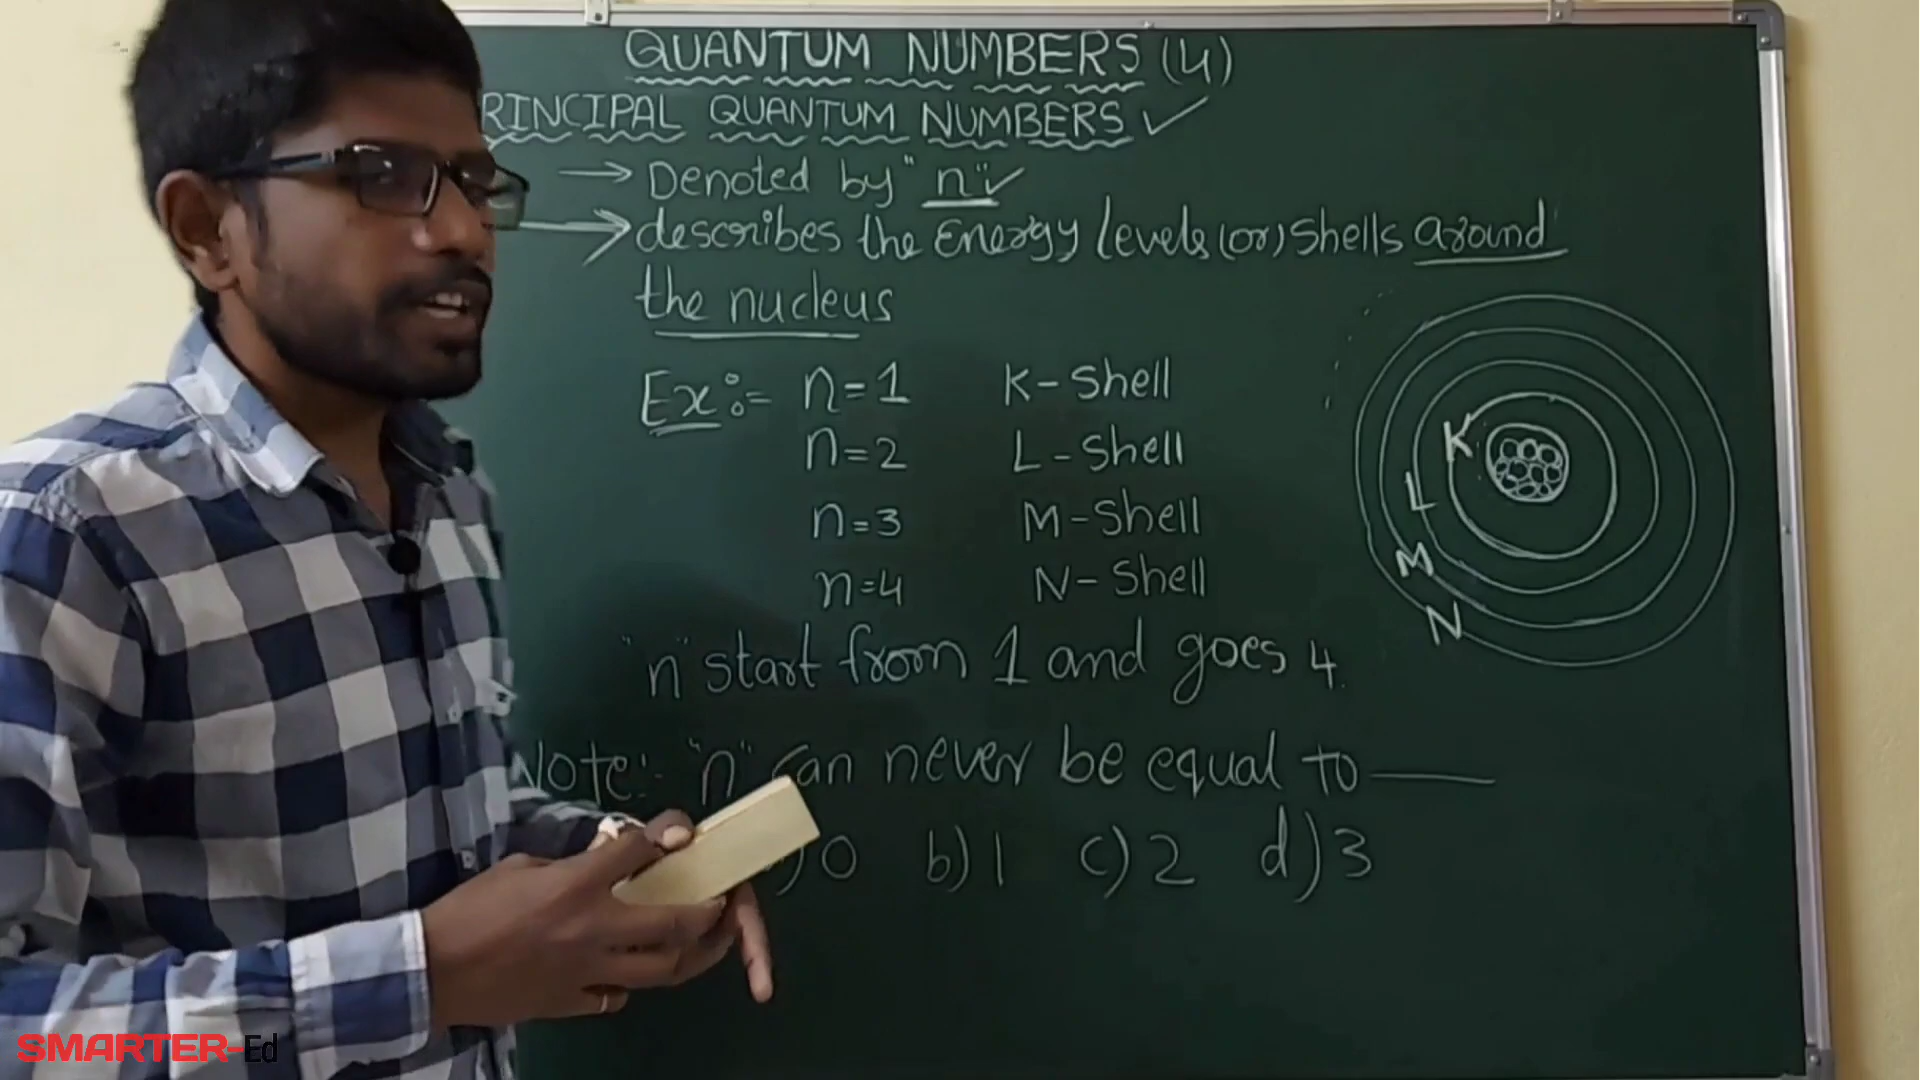 QUANTUM NUMBERS (4)
RINCIPAL QUANTUM NUMBERS ✓
→ Denoted by "n" ✓
→ describes the Energy levels (or) shells around
the nucleus
Ex:- n=1 K-Shell
n=2 L-Shell
n=3 M-Shell
n=4 N-Shell
K
L
M
N
"n" start from 1 and goes 4.
Note:- "n" can never be equal to ——
) 0 b) 1 c) 2 d) 3
SMARTER-Ed